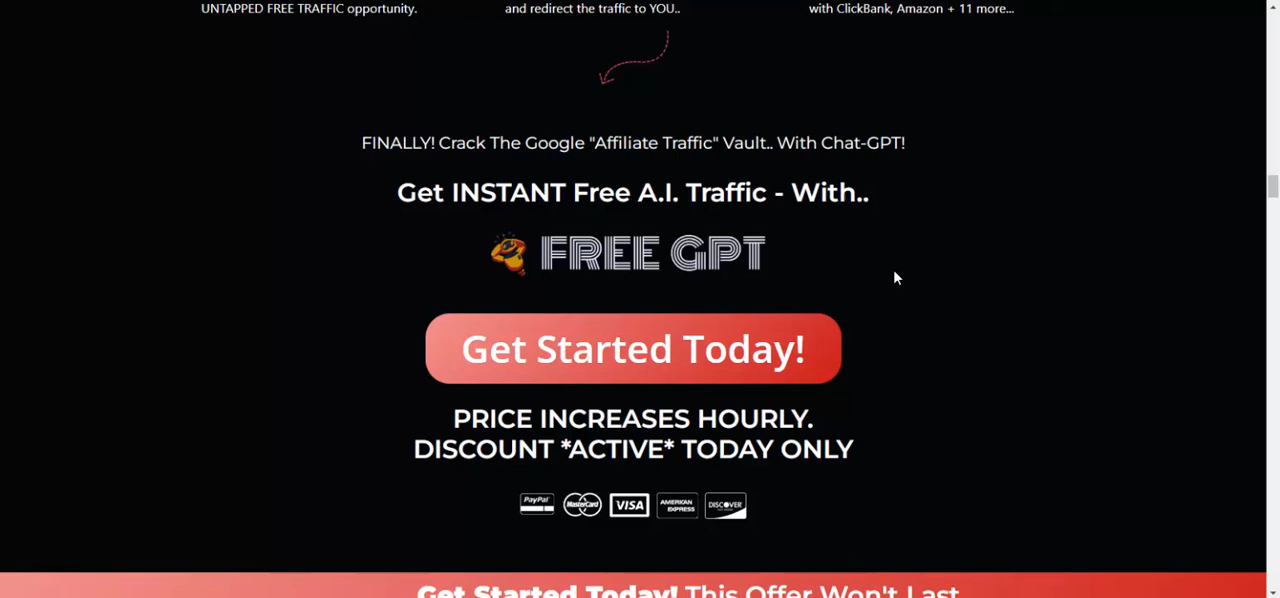 UNTAPPED FREE TRAFFIC opportunity.
and redirect the traffic to YOU..
with ClickBank, Amazon + 11 more...
FINALLY! Crack The Google "Affiliate Traffic" Vault.. With Chat-GPT!
Get INSTANT Free A.I. Traffic - With..
FREE GPT
Get Started Today!
PRICE INCREASES HOURLY.
DISCOUNT *ACTIVE* TODAY ONLY
PayPal
MasterCard
VISA
AMERICAN
EXPRESS
DISCOVER
Get Started Today! This Offer Won't Last